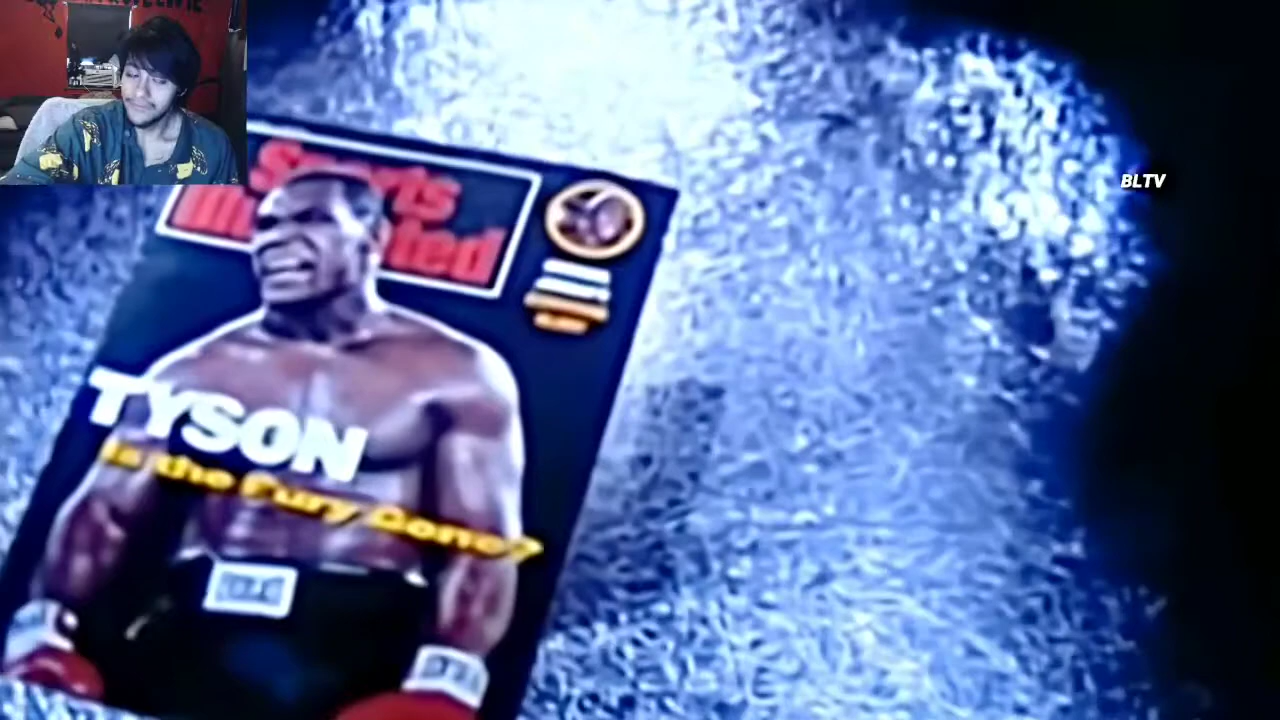 BLTV
Sports
Illustrated
TYSON
Is the Fury Gone?